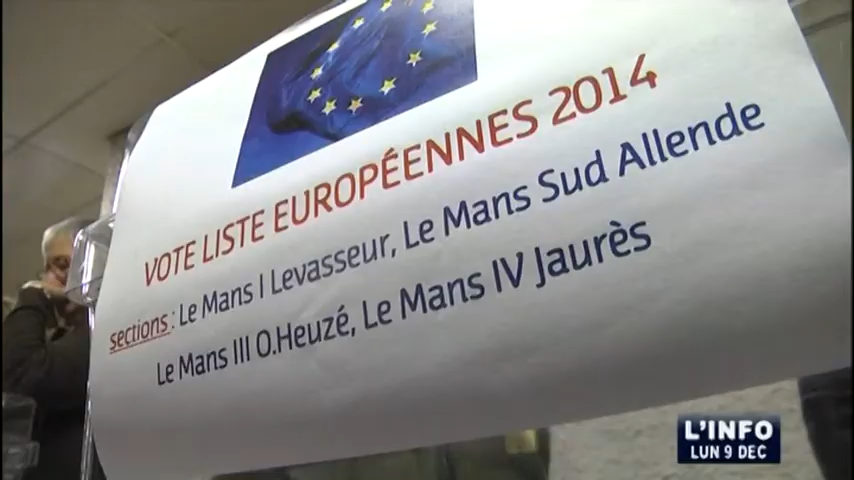 VOTE LISTE EUROPÉENNES 2014
sections : Le Mans I Levasseur, Le Mans Sud Allende
Le Mans III O.Heuzé, Le Mans IV Jaurès
L'INFO
LUN 9 DEC